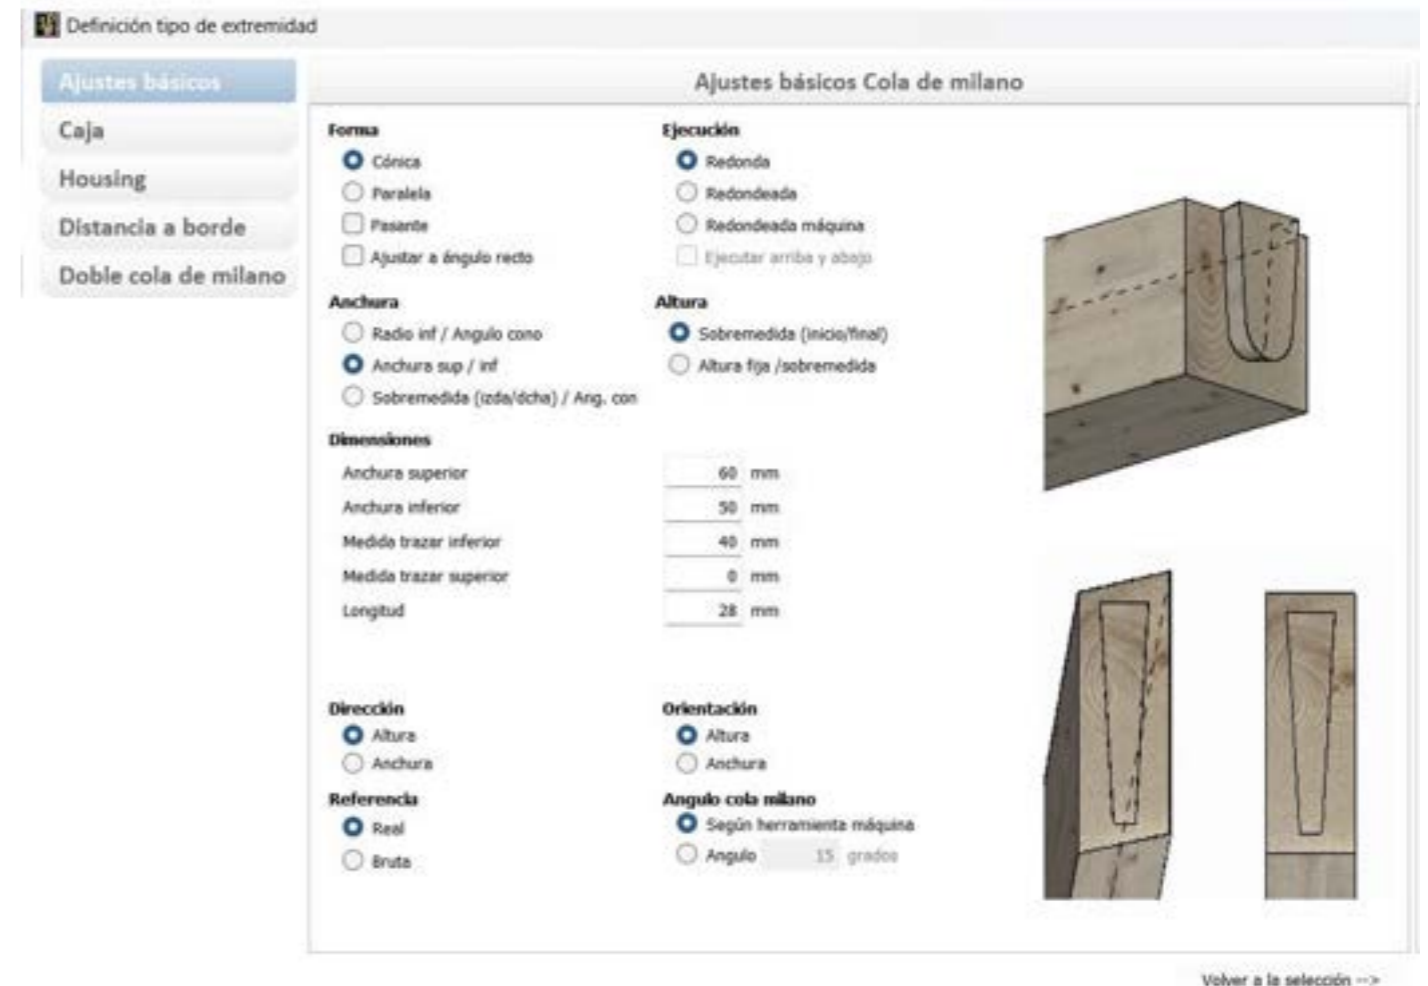 Definición tipo de extremidad
Ajustes básicos
Caja
Housing
Distancia a borde
Doble cola de milano
Ajustes básicos Cola de milano
Forma
Cónica
Paralela
Pasante
Ajustar a ángulo recto
Ejecución
Redonda
Redondeada
Redondeada máquina
Ejecutar arriba y abajo
Anchura
Radio inf / Angulo cono
Anchura sup / inf
Sobremedida (izda/dcha) / Ang. con
Altura
Sobremedida (inicio/final)
Altura fija /sobremedida
Dimensiones
Anchura superior 60 mm
Anchura inferior 50 mm
Medida trazar inferior 40 mm
Medida trazar superior 0 mm
Longitud 28 mm
Dirección
Altura
Anchura
Orientación
Altura
Anchura
Referencia
Real
Bruta
Angulo cola milano
Según herramienta máquina
Angulo 15 grados
Volver a la selección -->